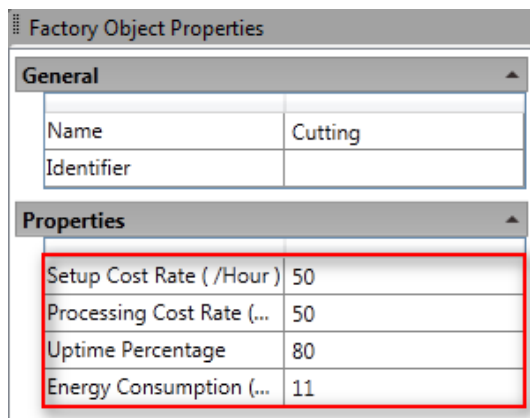 Factory Object Properties
General
Name Cutting
Identifier
Properties
Setup Cost Rate ( /Hour ) 50
Processing Cost Rate (... 50
Uptime Percentage 80
Energy Consumption (... 11